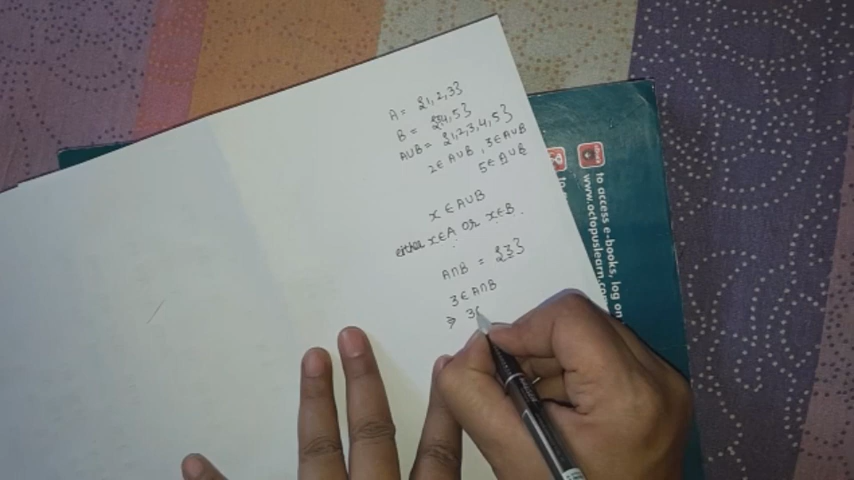 A = {1,2,3}
B = {3,4,5}
A∪B = {1,2,3,4,5}
2 ∈ A∪B , 3 ∈ A∪B
5 ∈ A∪B
x ∈ A∪B
either x∈A or x∈B.
A∩B = {3}
3 ∈ A∩B
⇒ 3
to access e-books, log on
www.octopuslearn.com
to